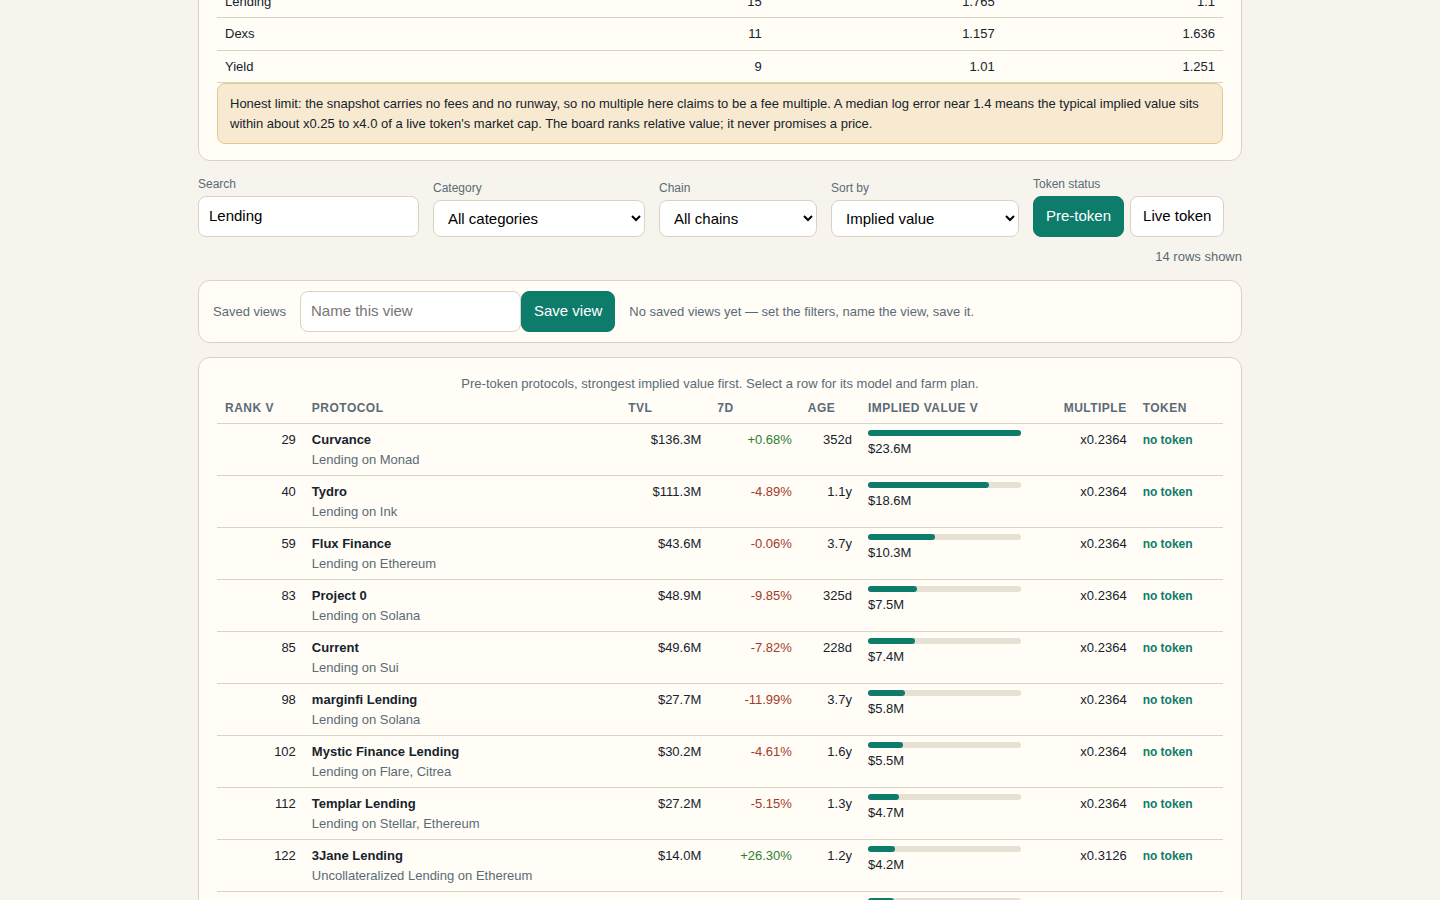 Lending 15 1.765 1.1
Dexs 11 1.157 1.636
Yield 9 1.01 1.251
Honest limit: the snapshot carries no fees and no runway, so no multiple here claims to be a fee multiple. A median log error near 1.4 means the typical implied value sits
within about x0.25 to x4.0 of a live token's market cap. The board ranks relative value; it never promises a price.
Search Category Chain Sort by Token status
Lending All categories All chains Implied value Pre-token Live token
14 rows shown
Saved views Name this view Save view No saved views yet — set the filters, name the view, save it.
Pre-token protocols, strongest implied value first. Select a row for its model and farm plan.
RANK V PROTOCOL TVL 7D AGE IMPLIED VALUE V MULTIPLE TOKEN
29 Curvance $136.3M +0.68% 352d $23.6M x0.2364 no token
Lending on Monad
40 Tydro $111.3M -4.89% 1.1y $18.6M x0.2364 no token
Lending on Ink
59 Flux Finance $43.6M -0.06% 3.7y $10.3M x0.2364 no token
Lending on Ethereum
83 Project 0 $48.9M -9.85% 325d $7.5M x0.2364 no token
Lending on Solana
85 Current $49.6M -7.82% 228d $7.4M x0.2364 no token
Lending on Sui
98 marginfi Lending $27.7M -11.99% 3.7y $5.8M x0.2364 no token
Lending on Solana
102 Mystic Finance Lending $30.2M -4.61% 1.6y $5.5M x0.2364 no token
Lending on Flare, Citrea
112 Templar Lending $27.2M -5.15% 1.3y $4.7M x0.2364 no token
Lending on Stellar, Ethereum
122 3Jane Lending $14.0M +26.30% 1.2y $4.2M x0.3126 no token
Uncollateralized Lending on Ethereum